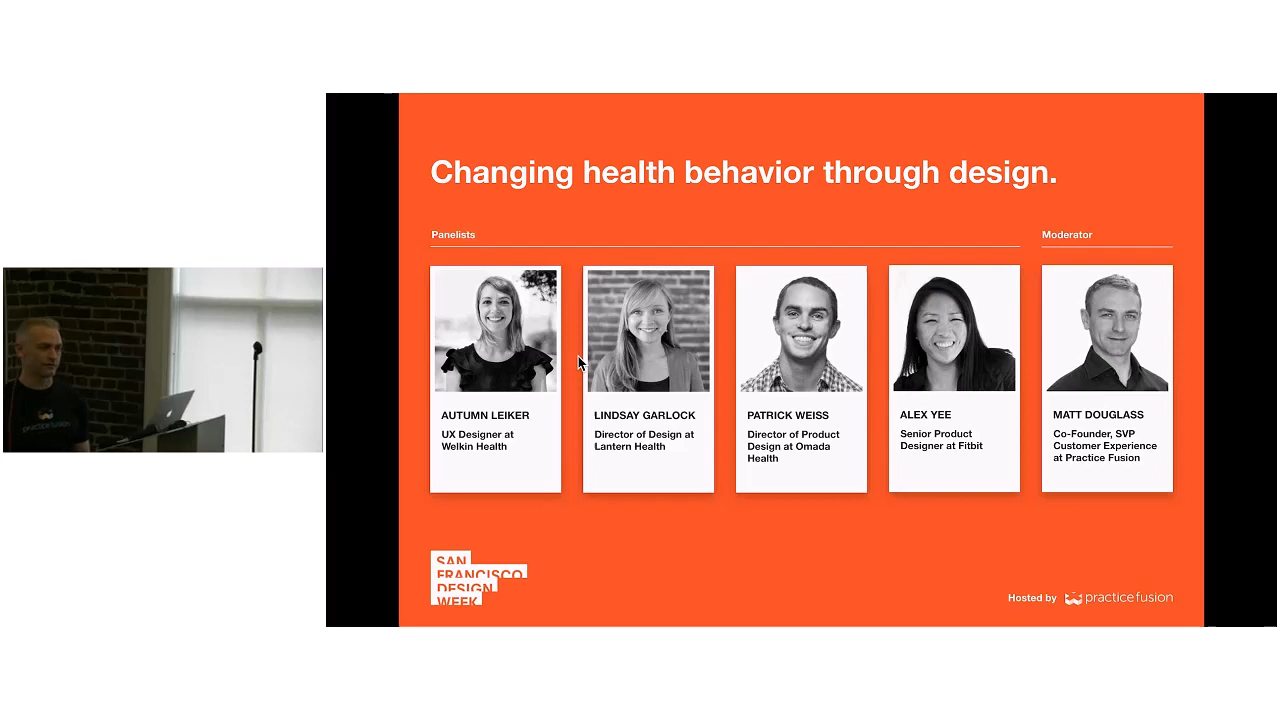 Changing health behavior through design.
Panelists
Moderator
AUTUMN LEIKER
UX Designer at
Welkin Health
LINDSAY GARLOCK
Director of Design at
Lantern Health
PATRICK WEISS
Director of Product
Design at Omada
Health
ALEX YEE
Senior Product
Designer at Fitbit
MATT DOUGLASS
Co-Founder, SVP
Customer Experience
at Practice Fusion
SAN
FRANCISCO
DESIGN
WEEK
Hosted by practice fusion
practice fusion